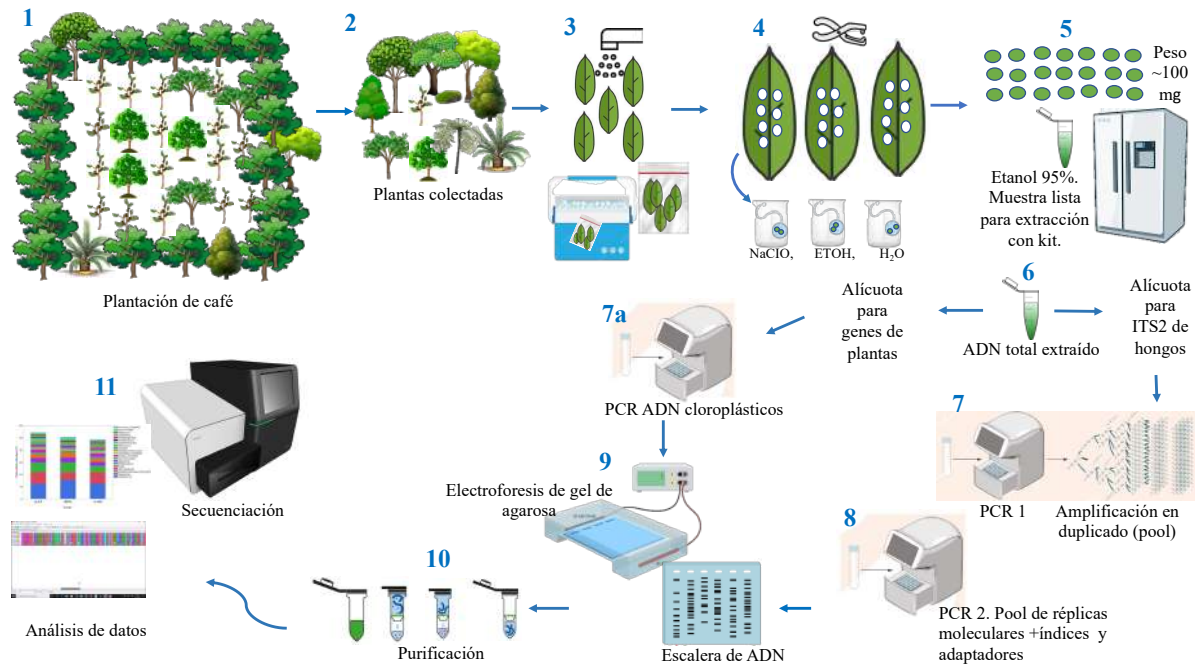 1
Plantación de café
2
Plantas colectadas
3
4
NaClO,
ETOH,
H₂O
5
Peso
~100
mg
Etanol 95%.
Muestra lista
para extracción
con kit.
6
ADN total extraído
Alícuota
para
genes de
plantas
Alícuota
para
ITS2 de
hongos
7a
PCR ADN cloroplásticos
7
PCR 1
Amplificación en
duplicado (pool)
8
PCR 2. Pool de réplicas
moleculares +índices y
adaptadores
9
Electroforesis de gel de
agarosa
Escalera de ADN
10
Purificación
11
Secuenciación
Análisis de datos